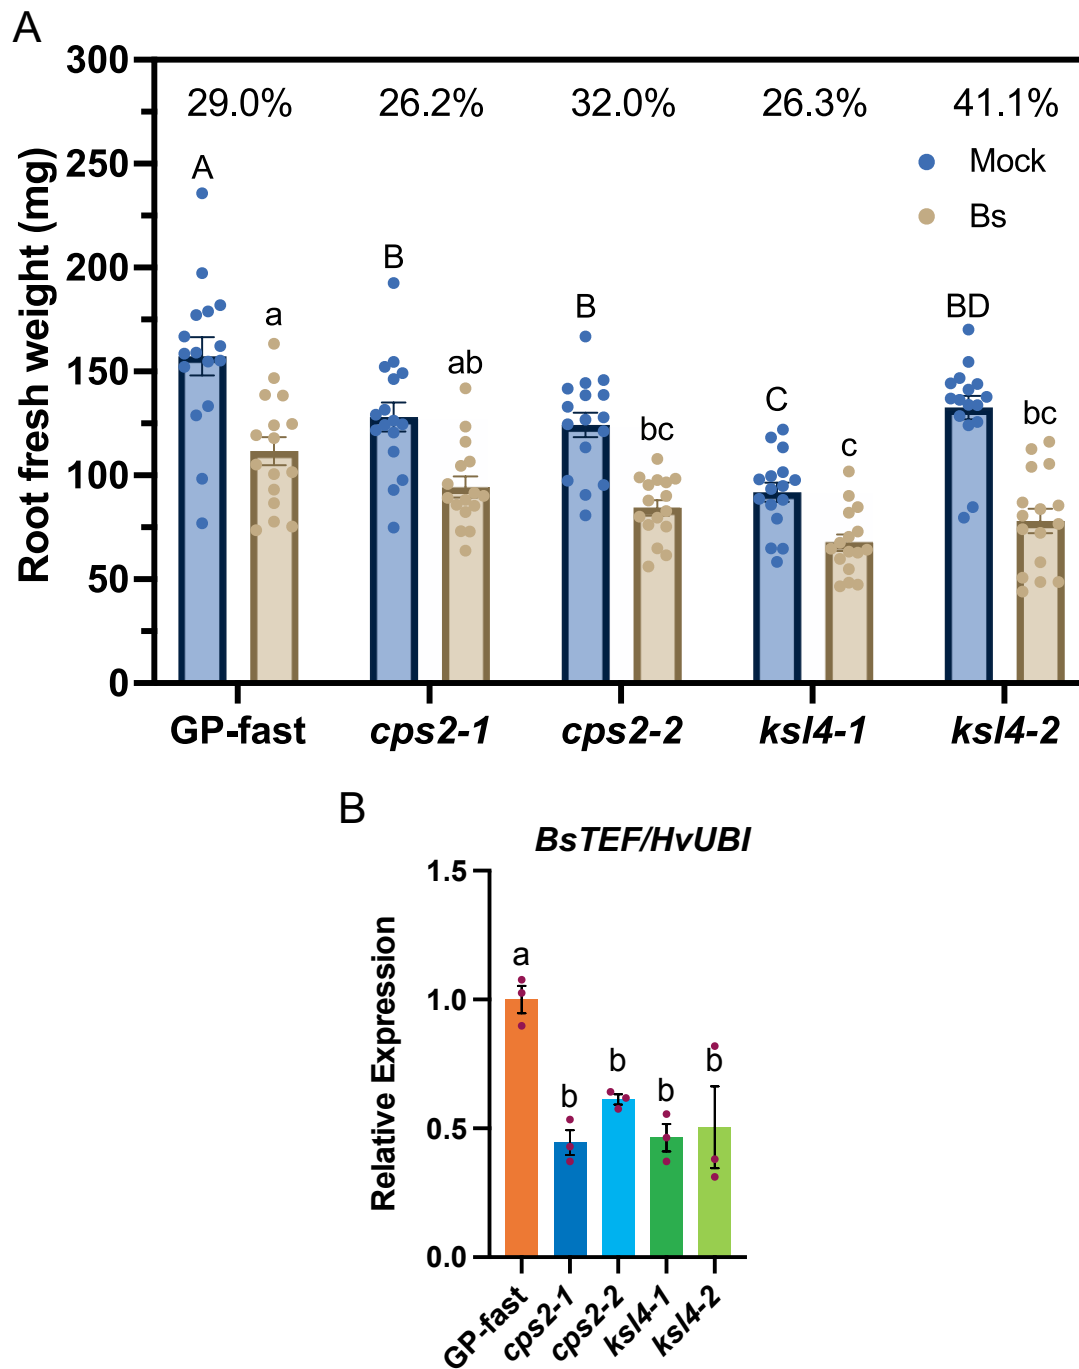 A
300
29.0% 26.2% 32.0% 26.3% 41.1%
Mock
Bs
250
200
150
100
50
0
Root fresh weight (mg)
A
a
B
ab
B
bc
C
c
BD
bc
GP-fast cps2-1 cps2-2 ksl4-1 ksl4-2
B
BsTEF/HvUBI
1.5
1.0
0.5
0.0
Relative Expression
a
b
b
b
b
GP-fast
cps2-1
cps2-2
ksl4-1
ksl4-2